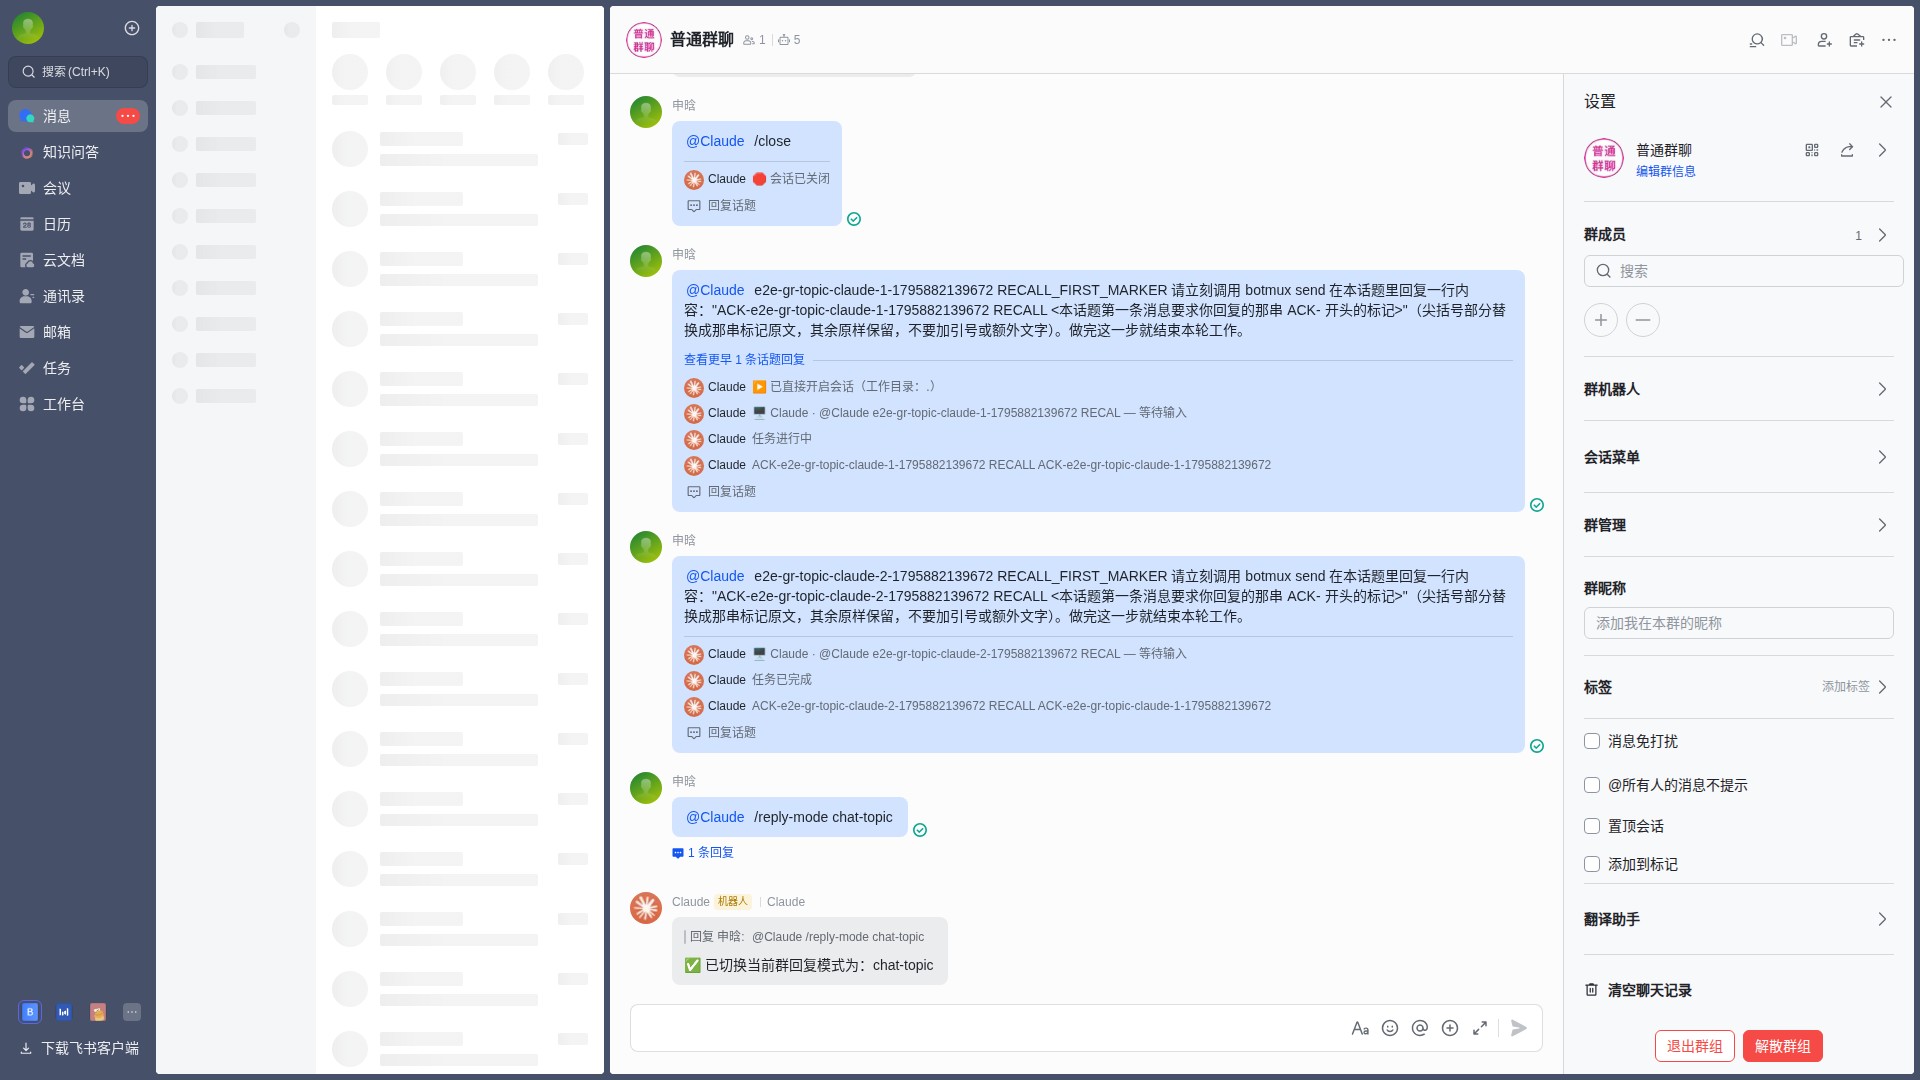 搜索 (Ctrl+K)
消息
知识问答
会议
日历
云文档
通讯录
邮箱
任务
工作台
B
下载飞书客户端
普通
群聊
普通群聊
1
5
申晗
@Claude /close
Claude 🛑 会话已关闭
回复话题
申晗
@Claude e2e-gr-topic-claude-1-1795882139672 RECALL_FIRST_MARKER 请立刻调用 botmux send 在本话题里回复一行内
容："ACK-e2e-gr-topic-claude-1-1795882139672 RECALL <本话题第一条消息要求你回复的那串 ACK- 开头的标记>"（尖括号部分替
换成那串标记原文，其余原样保留，不要加引号或额外文字）。做完这一步就结束本轮工作。
查看更早 1 条话题回复
Claude ▶️ 已直接开启会话（工作目录：.）
Claude 🖥️ Claude · @Claude e2e-gr-topic-claude-1-1795882139672 RECAL — 等待输入
Claude 任务进行中
Claude ACK-e2e-gr-topic-claude-1-1795882139672 RECALL ACK-e2e-gr-topic-claude-1-1795882139672
回复话题
申晗
@Claude e2e-gr-topic-claude-2-1795882139672 RECALL_FIRST_MARKER 请立刻调用 botmux send 在本话题里回复一行内
容："ACK-e2e-gr-topic-claude-2-1795882139672 RECALL <本话题第一条消息要求你回复的那串 ACK- 开头的标记>"（尖括号部分替
换成那串标记原文，其余原样保留，不要加引号或额外文字）。做完这一步就结束本轮工作。
Claude 🖥️ Claude · @Claude e2e-gr-topic-claude-2-1795882139672 RECAL — 等待输入
Claude 任务已完成
Claude ACK-e2e-gr-topic-claude-2-1795882139672 RECALL ACK-e2e-gr-topic-claude-1-1795882139672
回复话题
申晗
@Claude /reply-mode chat-topic
1 条回复
Claude 机器人 | Claude
回复 申晗：@Claude /reply-mode chat-topic
✅ 已切换当前群回复模式为：chat-topic
Aa
设置
普通
群聊
普通群聊
编辑群信息
群成员
1
搜索
群机器人
会话菜单
群管理
群昵称
添加我在本群的昵称
标签
添加标签
消息免打扰
@所有人的消息不提示
置顶会话
添加到标记
翻译助手
清空聊天记录
退出群组
解散群组